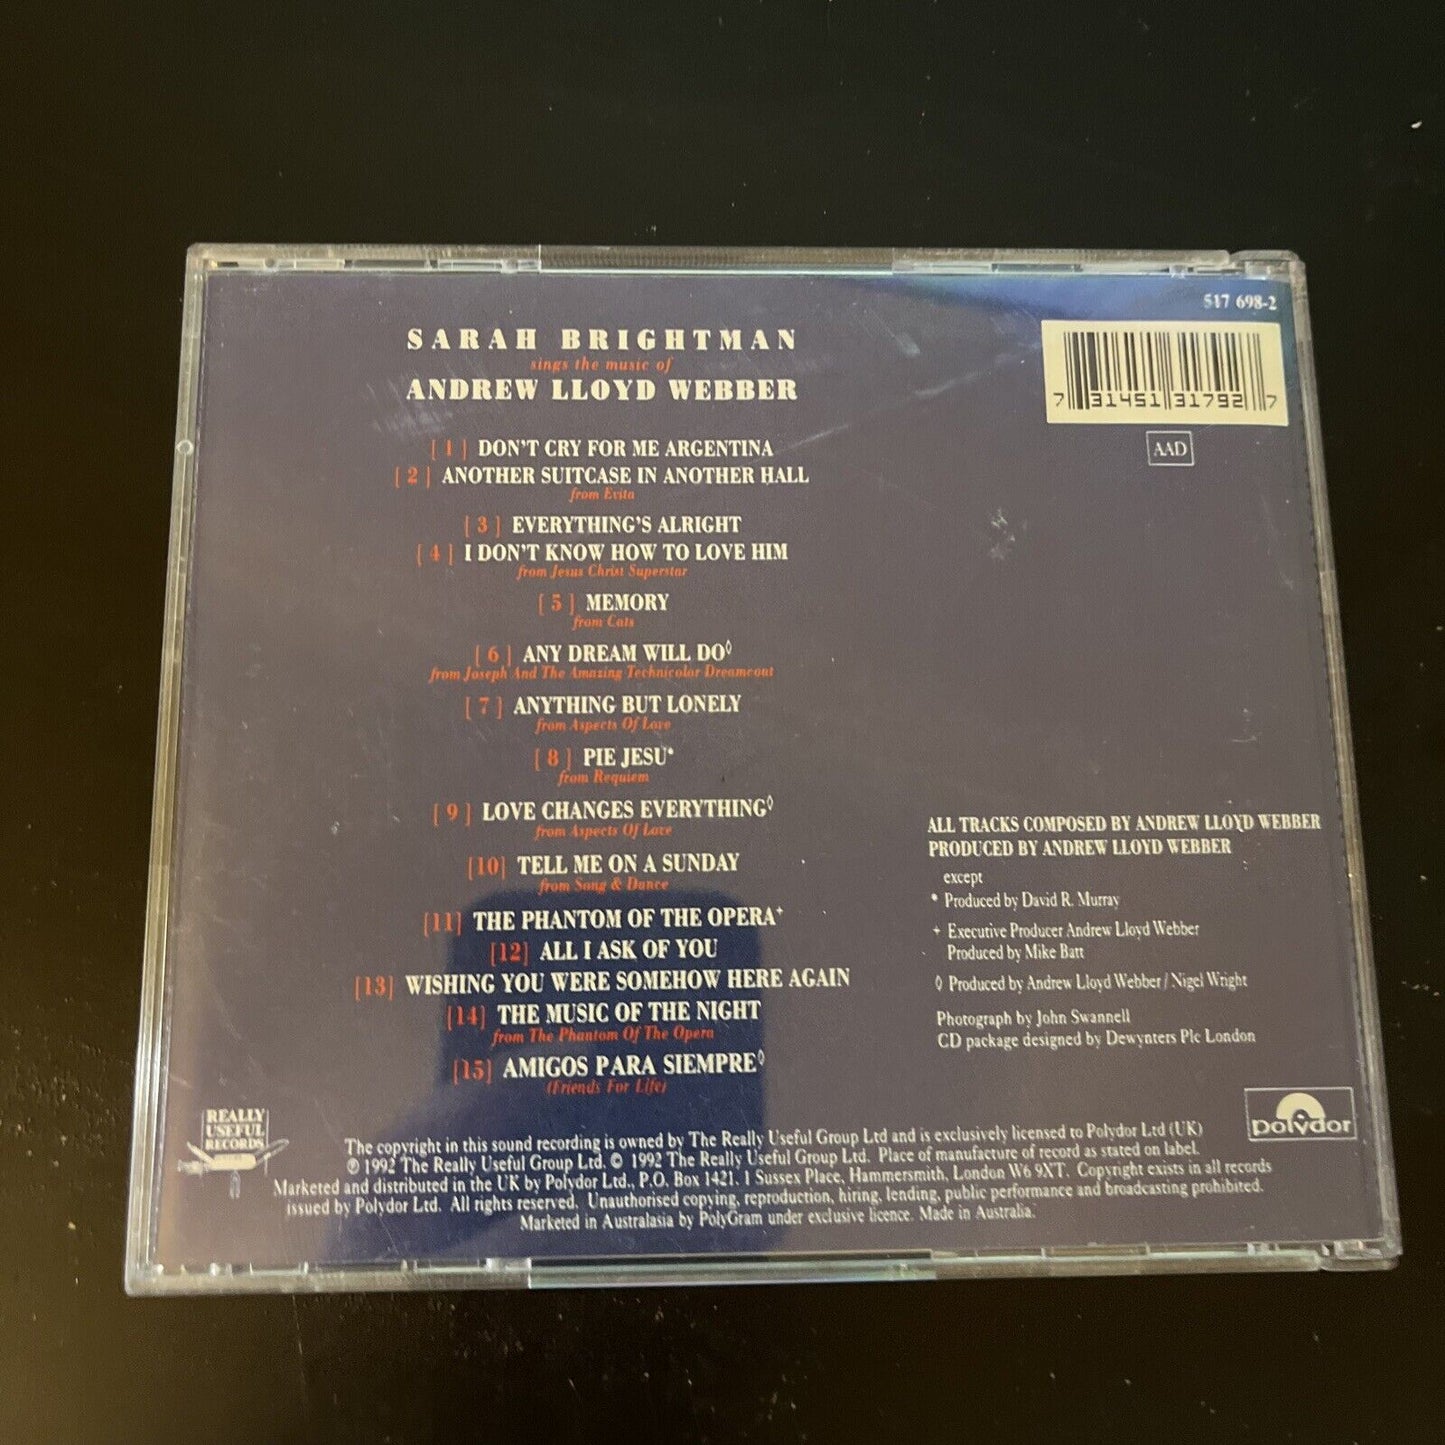 517 698-2
7 31451 31792 7
AAD
SARAH BRIGHTMAN
sings the music of
ANDREW LLOYD WEBBER
[ 1 ] DON'T CRY FOR ME ARGENTINA
[ 2 ] ANOTHER SUITCASE IN ANOTHER HALL
from Evita
[ 3 ] EVERYTHING'S ALRIGHT
[ 4 ] I DON'T KNOW HOW TO LOVE HIM
from Jesus Christ Superstar
[ 5 ] MEMORY
from Cats
[ 6 ] ANY DREAM WILL DO◊
from Joseph And The Amazing Technicolor Dreamcoat
[ 7 ] ANYTHING BUT LONELY
from Aspects Of Love
[ 8 ] PIE JESU*
from Requiem
[ 9 ] LOVE CHANGES EVERYTHING◊
from Aspects Of Love
[10] TELL ME ON A SUNDAY
from Song & Dance
[11] THE PHANTOM OF THE OPERA+
[12] ALL I ASK OF YOU
[13] WISHING YOU WERE SOMEHOW HERE AGAIN
[14] THE MUSIC OF THE NIGHT
from The Phantom Of The Opera
[15] AMIGOS PARA SIEMPRE◊
(Friends For Life)
ALL TRACKS COMPOSED BY ANDREW LLOYD WEBBER
PRODUCED BY ANDREW LLOYD WEBBER
except
* Produced by David R. Murray
+ Executive Producer Andrew Lloyd Webber
Produced by Mike Batt
◊ Produced by Andrew Lloyd Webber / Nigel Wright
Photograph by John Swannell
CD package designed by Dewynters Plc London
REALLY
USEFUL
RECORDS
polydor
The copyright in this sound recording is owned by The Really Useful Group Ltd and is exclusively licensed to Polydor Ltd (UK)
℗ 1992 The Really Useful Group Ltd. © 1992 The Really Useful Group Ltd. Place of manufacture of record as stated on label.
Marketed and distributed in the UK by Polydor Ltd., P.O. Box 1421, 1 Sussex Place, Hammersmith, London W6 9XT. Copyright exists in all records
issued by Polydor Ltd. All rights reserved. Unauthorised copying, reproduction, hiring, lending, public performance and broadcasting prohibited.
Marketed in Australasia by PolyGram under exclusive licence. Made in Australia.